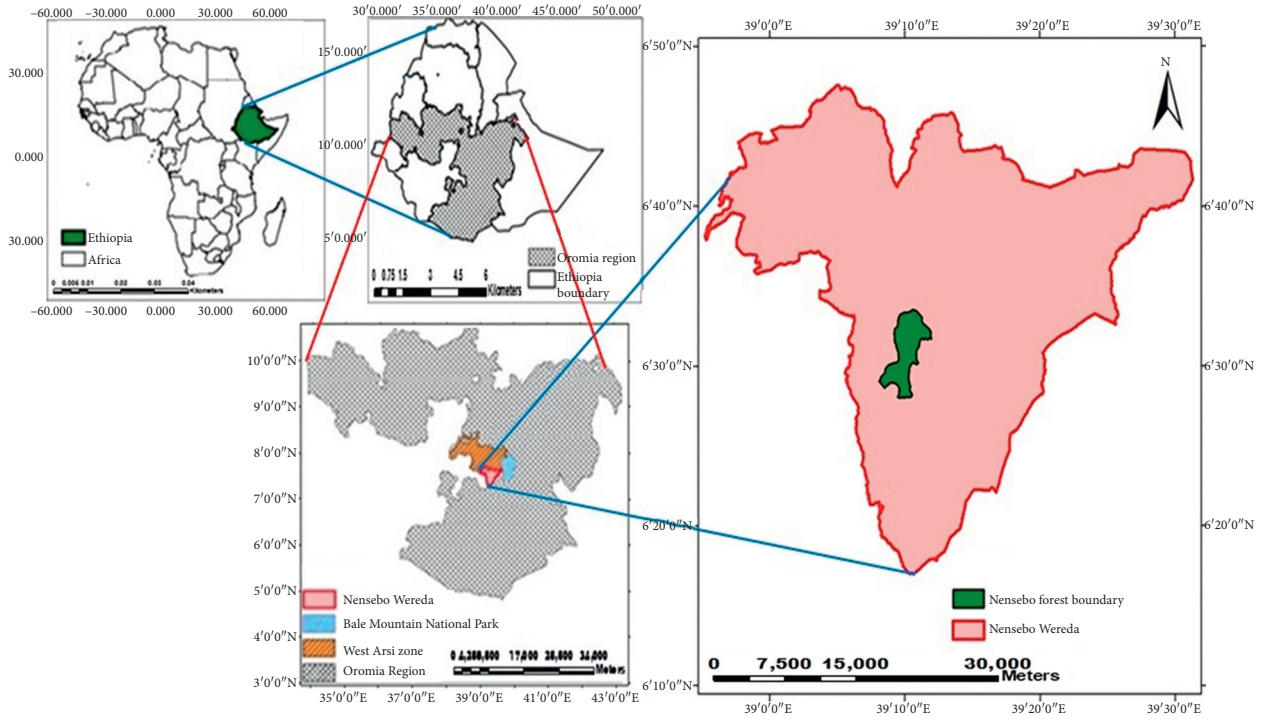 −60.000 −30.000 0.000 30.000 60.000
30.000
0.000
30.000
Ethiopia
Africa
0 0.005 0.01 0.02 0.03 0.04
Kilometers
−60.000 −30.000 0.000 30.000 60.000
30'0.000′′ 35'0.000′′ 40'0.000′′ 45'0.000′′ 50'0.000′′
15'0.000′′
10'0.000′′
5'0.000′′
Oromia region
Ethiopia
boundary
0 0.75 1.5 3 4.5 6
Kilometers
10′0′0″N
9′0′0″N
8′0′0″N
7′0′0″N
6′0′0″N
5′0′0″N
4′0′0″N
3′0′0″N
Nensebo Wereda
Bale Mountain National Park
West Arsi zone
Oromia Region
Meters
35′0′0″E 37′0′0″E 39′0′0″E 41′0′0″E 43′0′0″E
39′0″E 39′10″E 39′20″E 39′30″E
6′50′0″N
6′40′0″N 6′40′0″N
6′30′0″N 6′30′0″N
6′20′0″N 6′20′0″N
6′10′0″N
N
Nensebo forest boundary
Nensebo Wereda
0 7,500 15,000 30,000
Meters
39′0′0″E 39′10″E 39′20″E 39′30″E